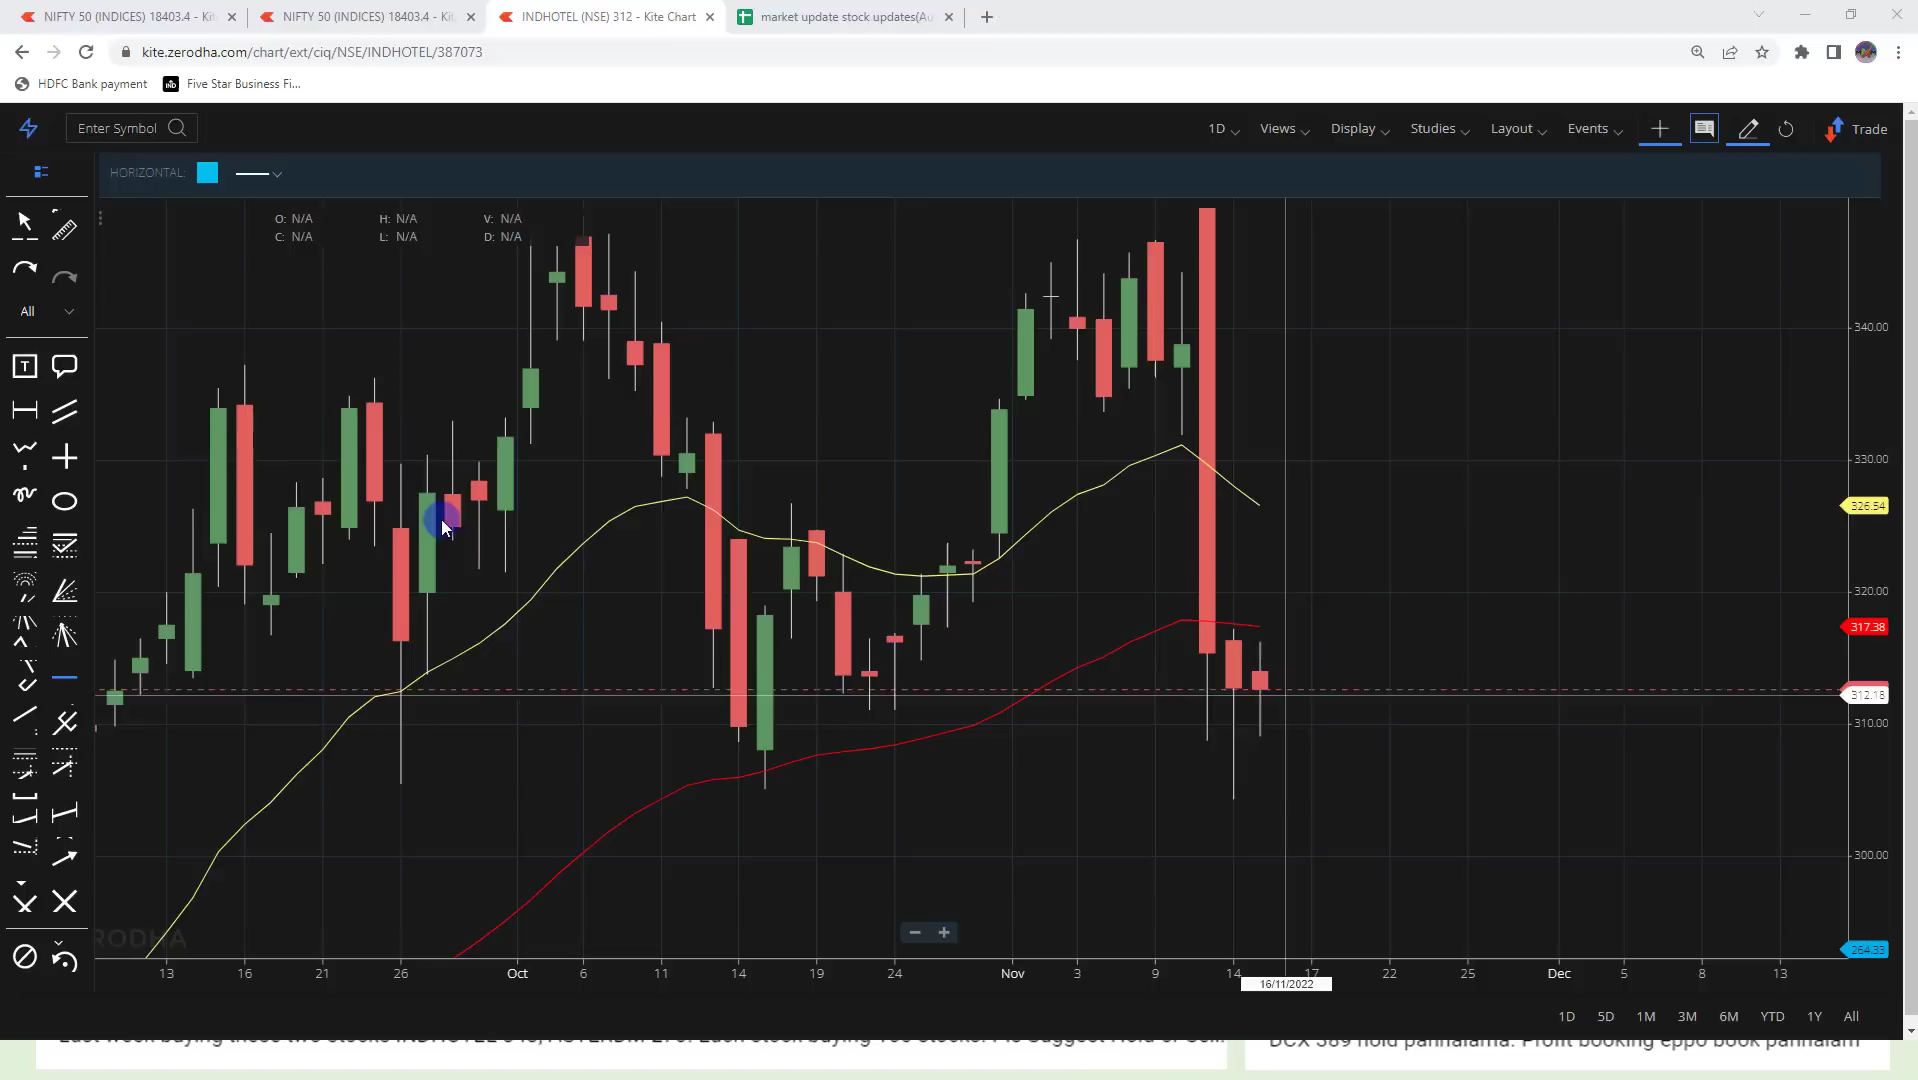 NIFTY 50 (INDICES) 18403.4 - Kit
NIFTY 50 (INDICES) 18403.4 - Kit
INDHOTEL (NSE) 312 - Kite Chart
market update stock updates(Au
kite.zerodha.com/chart/ext/ciq/NSE/INDHOTEL/387073
HDFC Bank payment
Five Star Business Fi...
Enter Symbol
1D
Views
Display
Studies
Layout
Events
Trade
HORIZONTAL:
O: N/A H: N/A V: N/A
C: N/A L: N/A D: N/A
All
T
340.00
330.00
326.54
320.00
317.38
312.18
310.00
300.00
264.33
13 16 21 26 Oct 6 11 14 19 24 Nov 3 9 14 17 22 25 Dec 5 8 13
16/11/2022
1D 5D 1M 3M 6M YTD 1Y All
DCX 389 hold pannalama. Profit booking eppo book pannalam